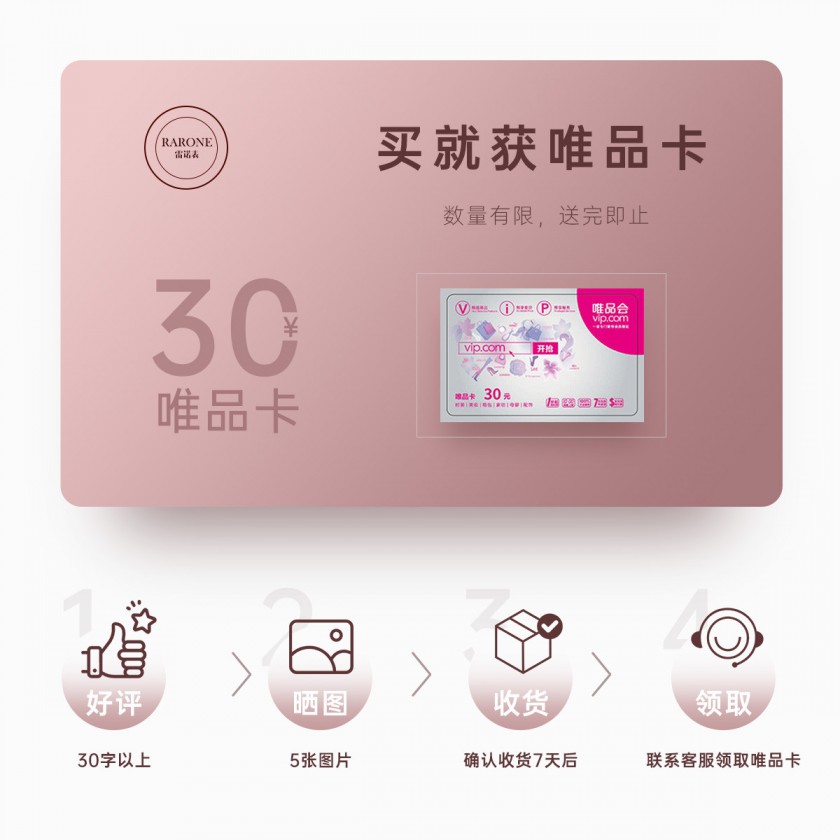 RARONE
雷诺表
买就获唯品卡
数量有限，送完即止
30¥
唯品卡
V
i
P
唯品会
vip.com
vip.com
开抢
唯品卡 30元
1
2
3
4
好评
晒图
收货
领取
30字以上
5张图片
确认收货7天后
联系客服领取唯品卡